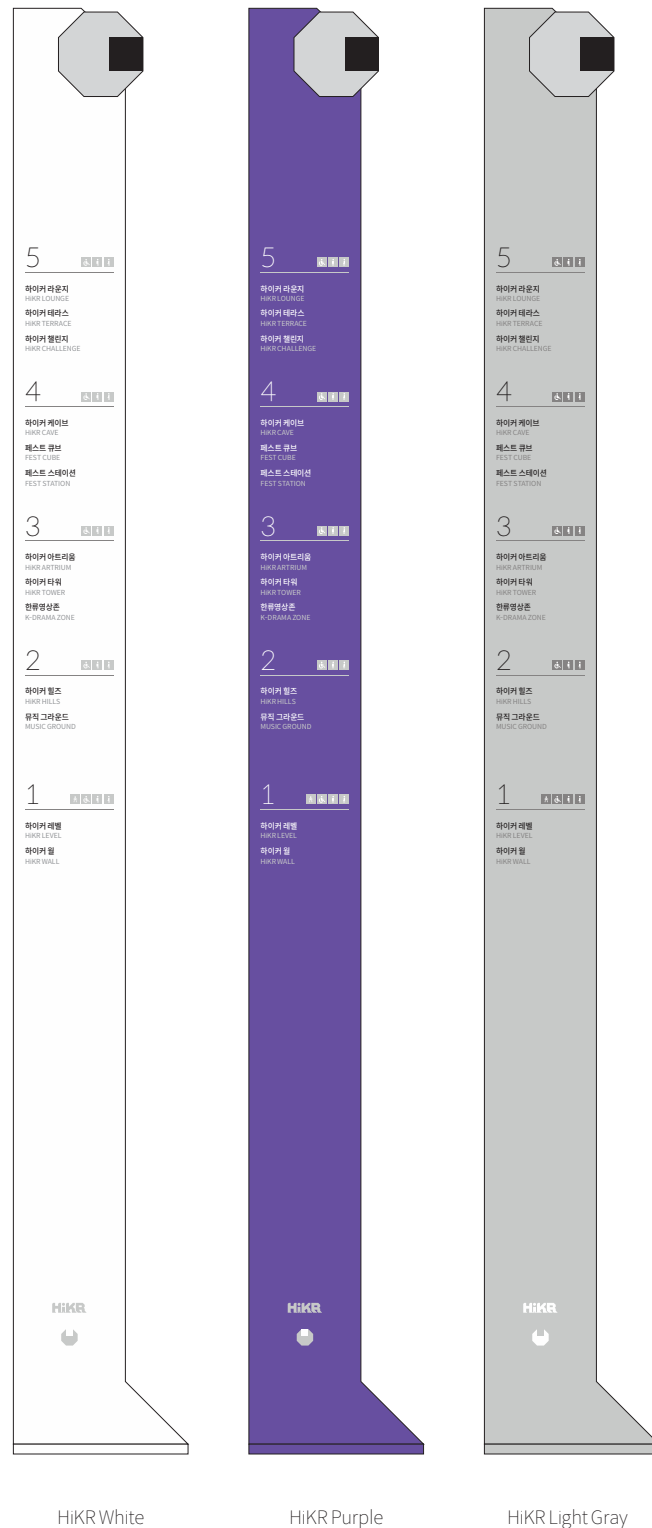 5
하이커 라운지
HiKR LOUNGE
하이커 테라스
HiKR TERRACE
하이커 챌린지
HiKR CHALLENGE
4
하이커 케이브
HiKR CAVE
페스트 큐브
FEST CUBE
페스트 스테이션
FEST STATION
3
하이커 아트리움
HiKR ARTRIUM
하이커 타워
HiKR TOWER
한류영상존
K-DRAMA ZONE
2
하이커 힐즈
HiKR HILLS
뮤직 그라운드
MUSIC GROUND
1
하이커 레벨
HiKR LEVEL
하이커 월
HiKR WALL
HiKR
HiKR White
5
하이커 라운지
HiKR LOUNGE
하이커 테라스
HiKR TERRACE
하이커 챌린지
HiKR CHALLENGE
4
하이커 케이브
HiKR CAVE
페스트 큐브
FEST CUBE
페스트 스테이션
FEST STATION
3
하이커 아트리움
HiKR ARTRIUM
하이커 타워
HiKR TOWER
한류영상존
K-DRAMA ZONE
2
하이커 힐즈
HiKR HILLS
뮤직 그라운드
MUSIC GROUND
1
하이커 레벨
HiKR LEVEL
하이커 월
HiKR WALL
HiKR
HiKR Purple
5
하이커 라운지
HiKR LOUNGE
하이커 테라스
HiKR TERRACE
하이커 챌린지
HiKR CHALLENGE
4
하이커 케이브
HiKR CAVE
페스트 큐브
FEST CUBE
페스트 스테이션
FEST STATION
3
하이커 아트리움
HiKR ARTRIUM
하이커 타워
HiKR TOWER
한류영상존
K-DRAMA ZONE
2
하이커 힐즈
HiKR HILLS
뮤직 그라운드
MUSIC GROUND
1
하이커 레벨
HiKR LEVEL
하이커 월
HiKR WALL
HiKR
HiKR Light Gray